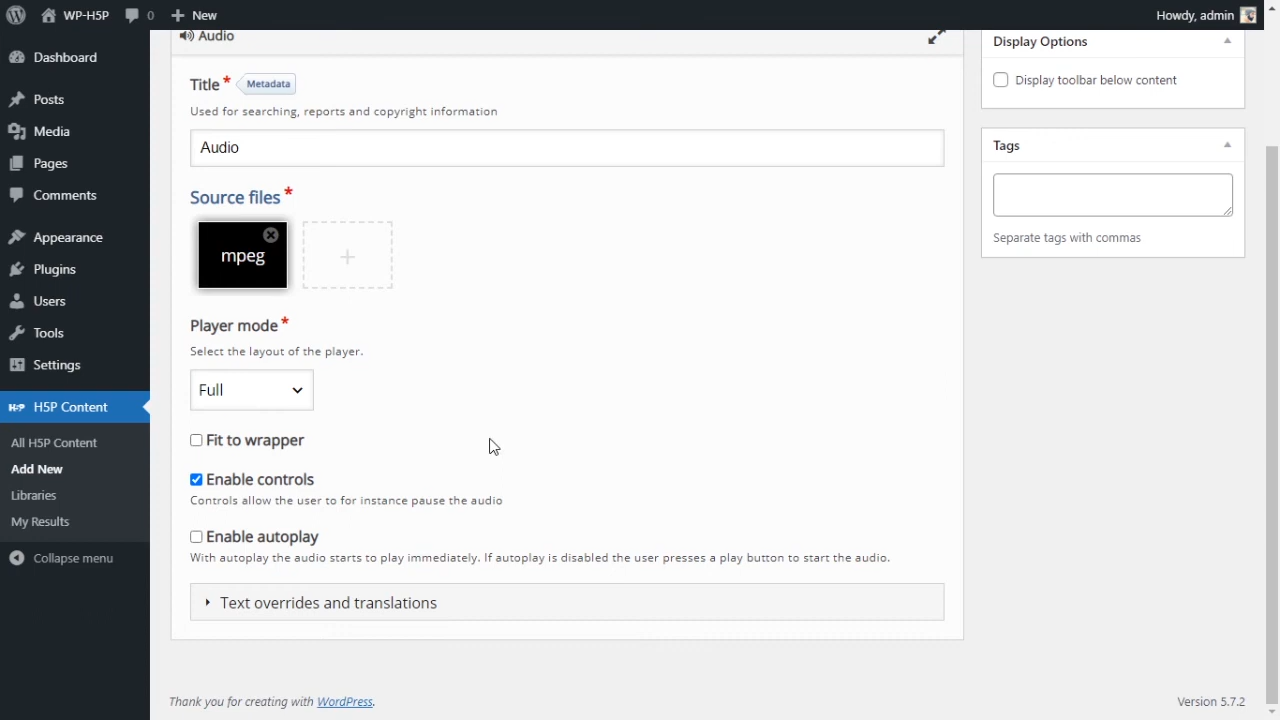 WP-H5P 0 New Howdy, admin
Dashboard
Posts
Media
Pages
Comments
Appearance
Plugins
Users
Tools
Settings
H5P Content
All H5P Content
Add New
Libraries
My Results
Collapse menu
Audio
Title * Metadata
Used for searching, reports and copyright information
Audio
Source files *
mpeg
+
Player mode *
Select the layout of the player.
Full
Fit to wrapper
Enable controls
Controls allow the user to for instance pause the audio
Enable autoplay
With autoplay the audio starts to play immediately. If autoplay is disabled the user presses a play button to start the audio.
Text overrides and translations
Display Options
Display toolbar below content
Tags
Separate tags with commas
Thank you for creating with WordPress.
Version 5.7.2